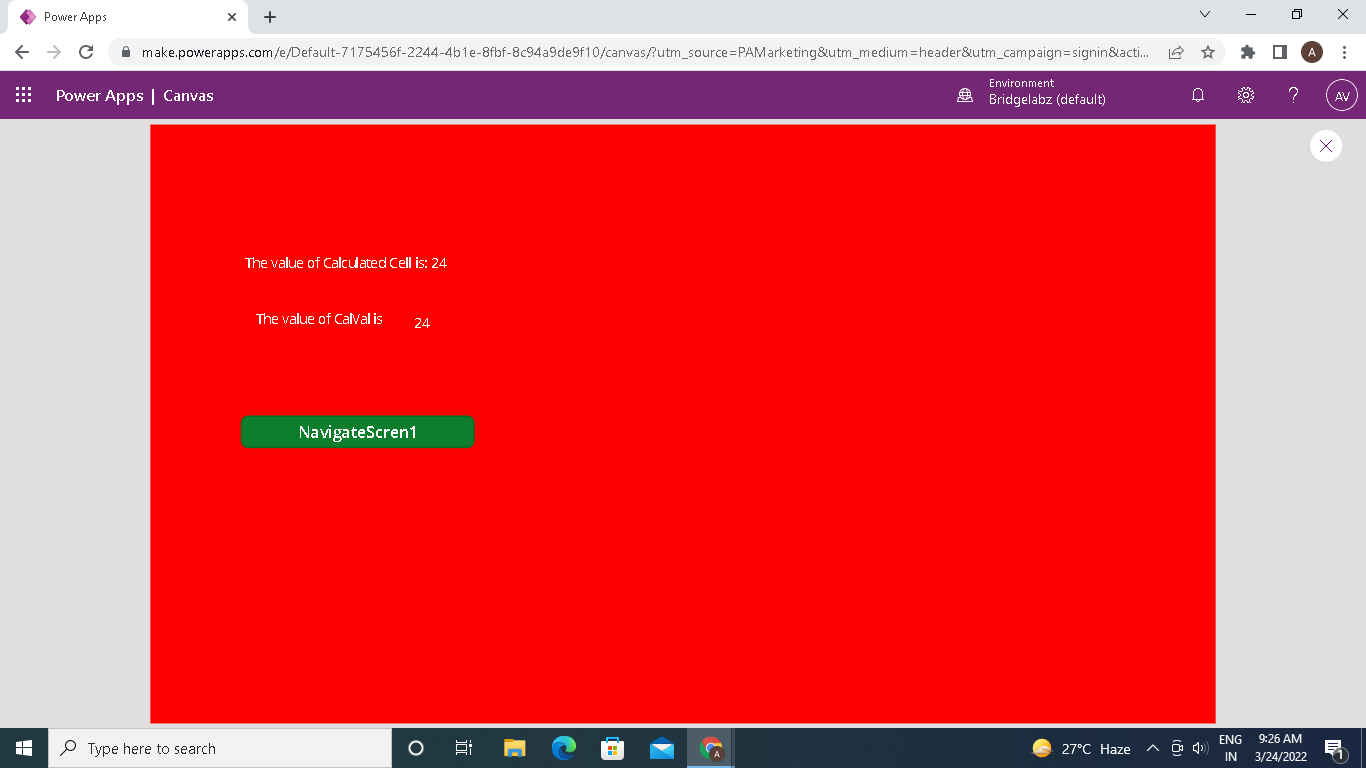 Power Apps
make.powerapps.com/e/Default-7175456f-2244-4b1e-8fbf-8c94a9de9f10/canvas/?utm_source=PAMarketing&utm_medium=header&utm_campaign=signin&acti...
A
Power Apps | Canvas
Environment
Bridgelabz (default)
?
AV
The value of Calculated Cell is: 24
The value of CalVal is 24
NavigateScren1
Type here to search
A
27°C Haze
ENG
IN
9:26 AM
3/24/2022
1